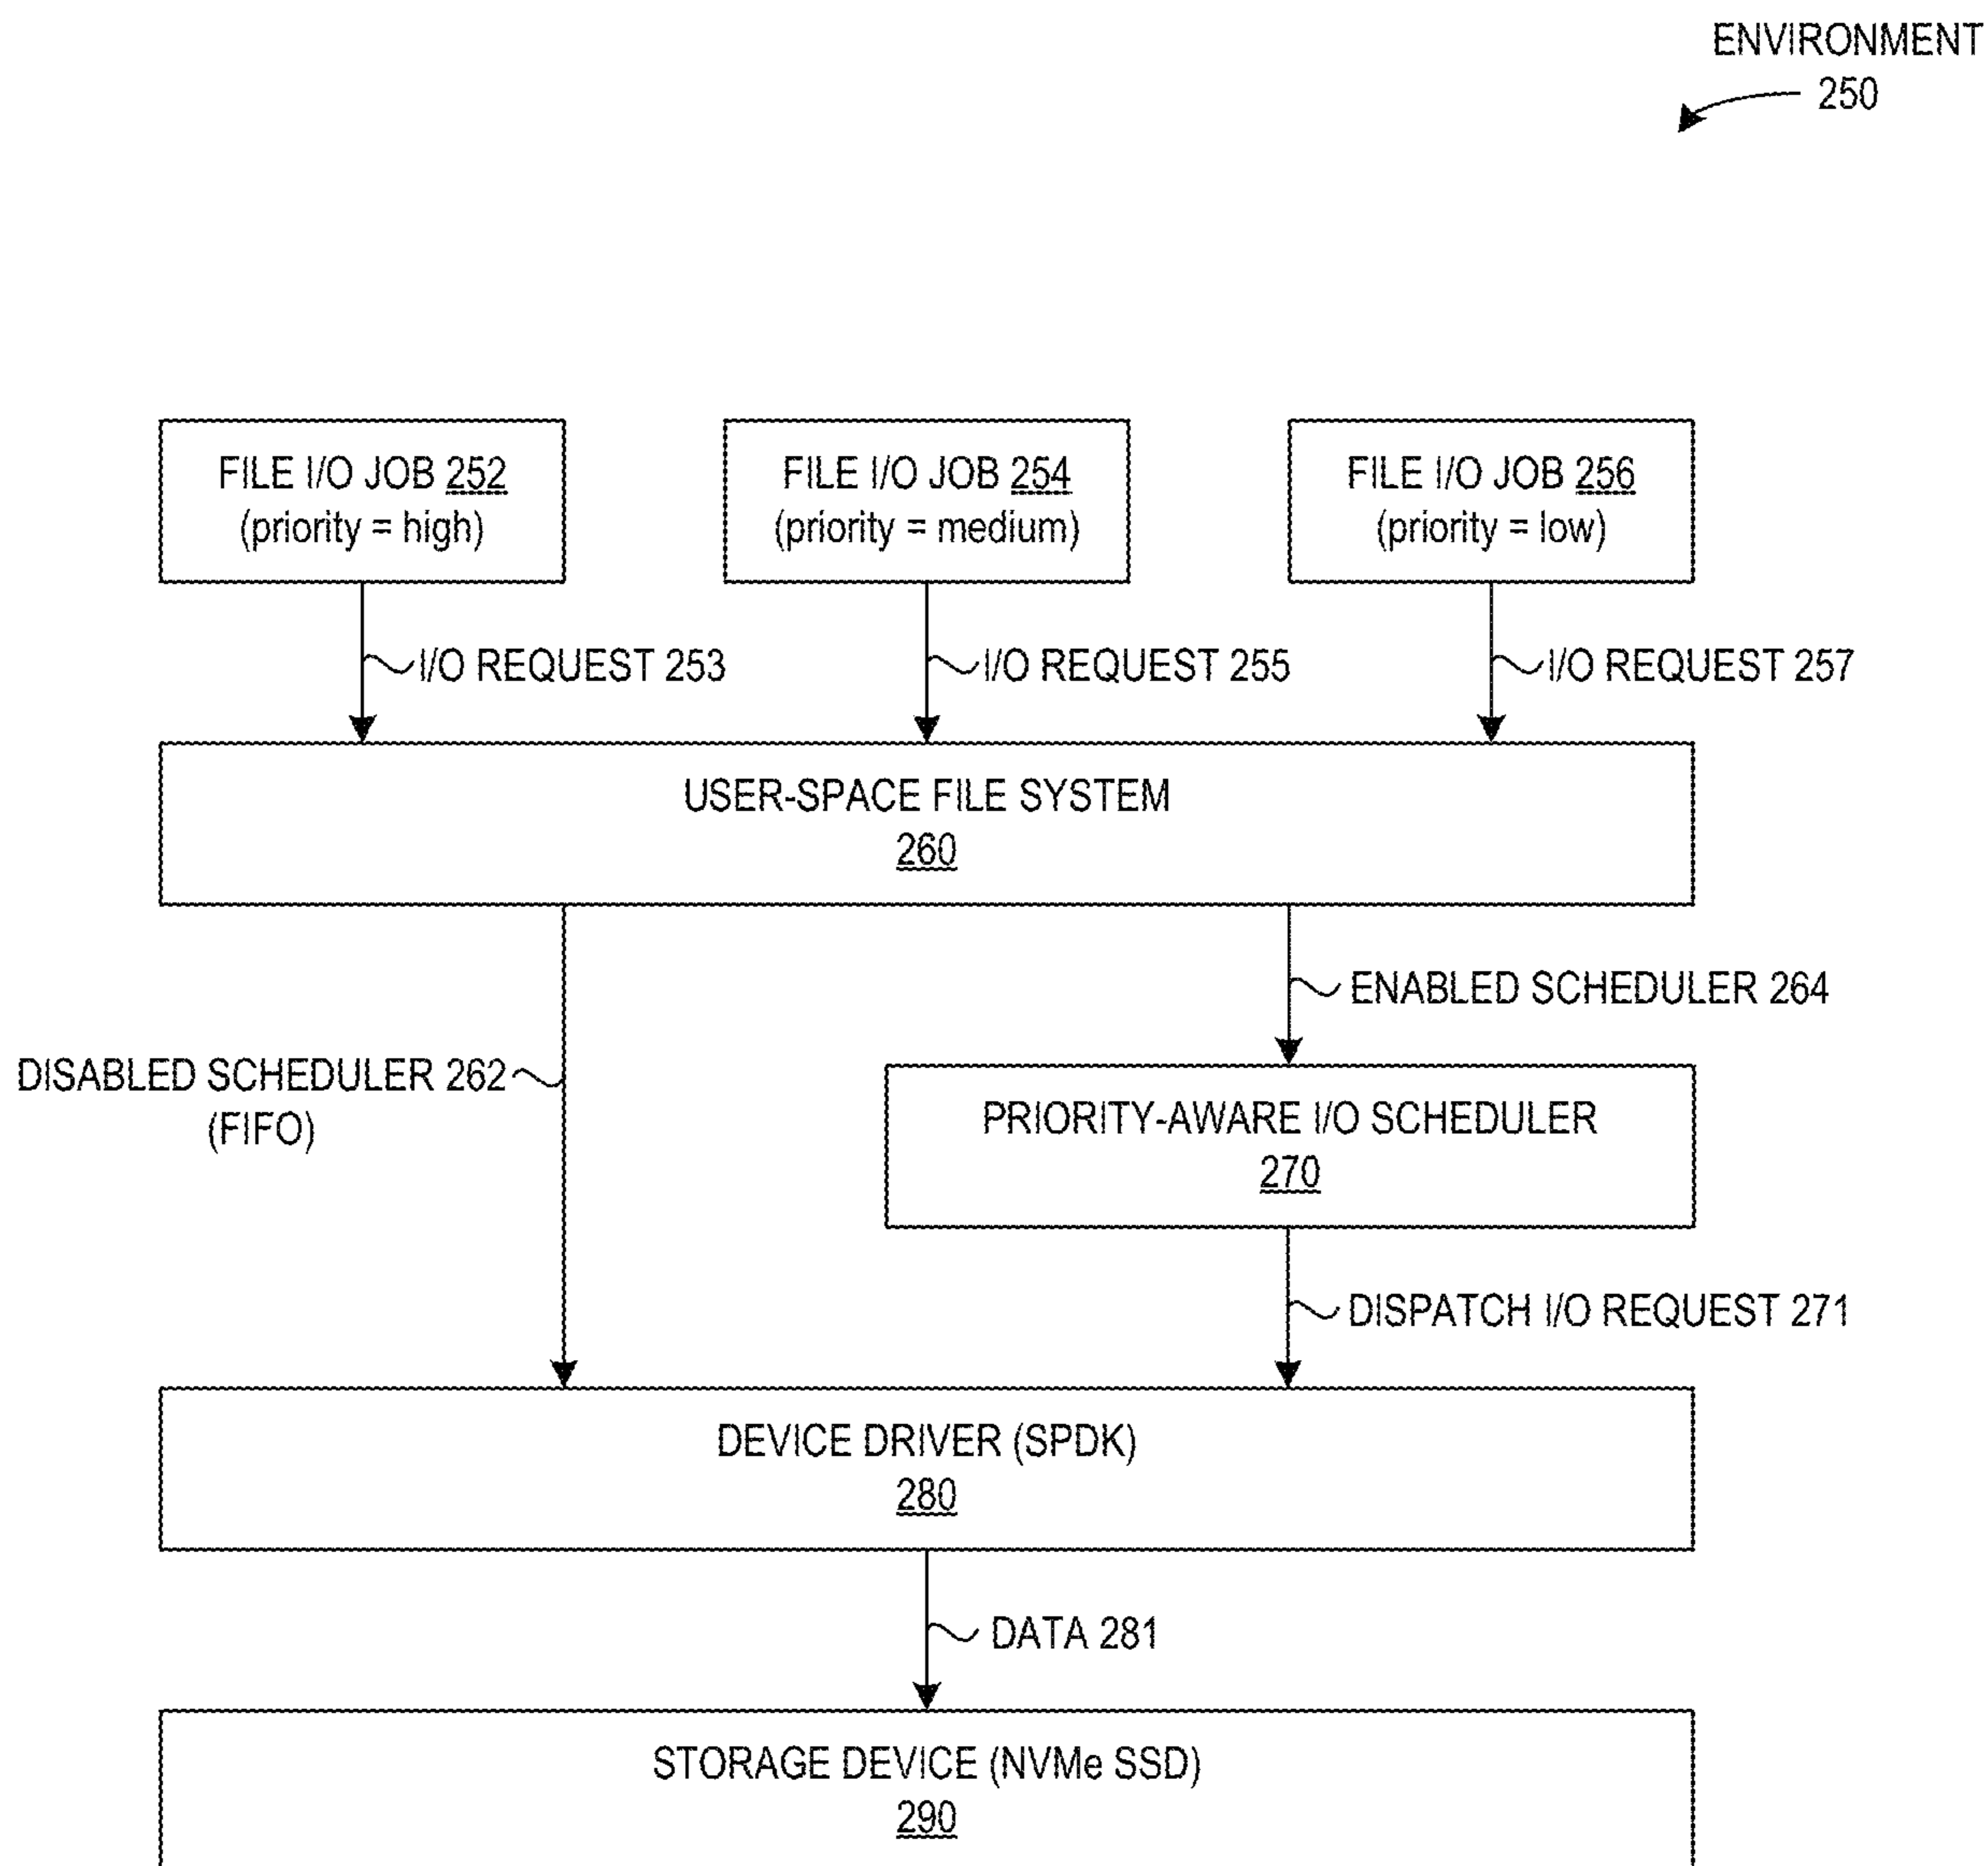 ENVIRONMENT
250
FILE I/O JOB 252
(priority = high)
FILE I/O JOB 254
(priority = medium)
FILE I/O JOB 256
(priority = low)
I/O REQUEST 253
I/O REQUEST 255
I/O REQUEST 257
USER-SPACE FILE SYSTEM
260
ENABLED SCHEDULER 264
DISABLED SCHEDULER 262
(FIFO)
PRIORITY-AWARE I/O SCHEDULER
270
DISPATCH I/O REQUEST 271
DEVICE DRIVER (SPDK)
280
DATA 281
STORAGE DEVICE (NVMe SSD)
290